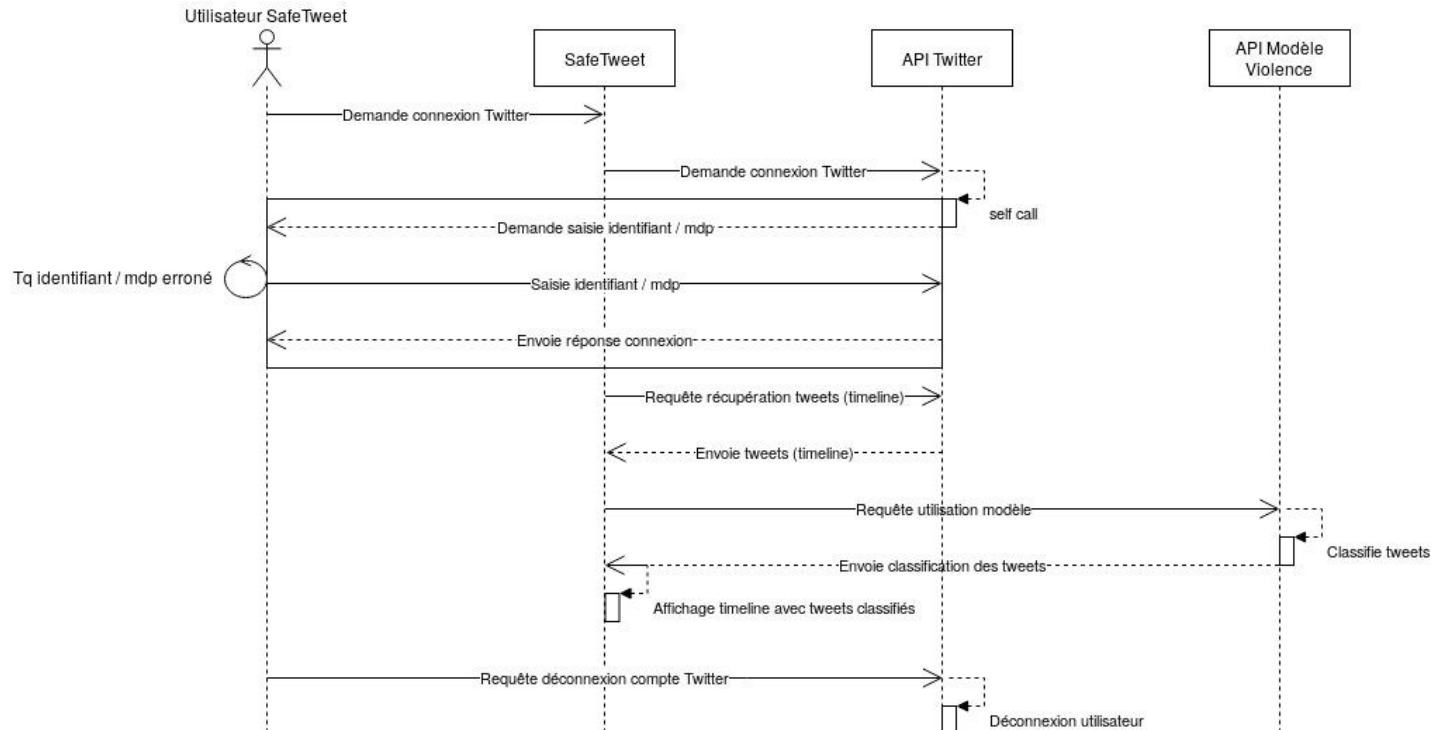 Utilisateur SafeTweet
SafeTweet
API Twitter
API Modèle
Violence
Demande connexion Twitter
Demande connexion Twitter
self call
Demande saisie identifiant / mdp
Tq identifiant / mdp erroné
Saisie identifiant / mdp
Envoie réponse connexion
Requête récupération tweets (timeline)
Envoie tweets (timeline)
Requête utilisation modèle
Classifie tweets
Envoie classification des tweets
Affichage timeline avec tweets classifiés
Requête déconnexion compte Twitter
Déconnexion utilisateur